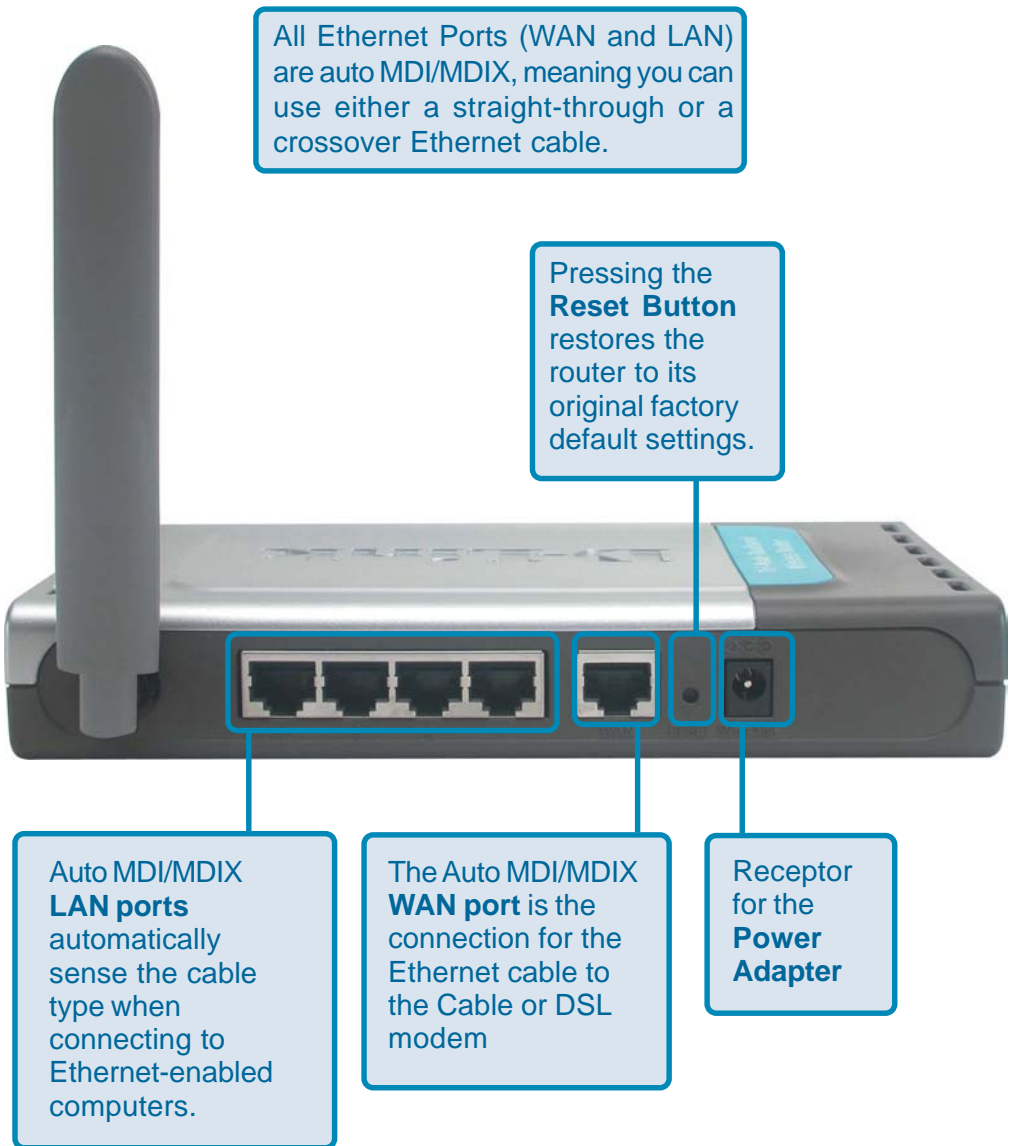 All Ethernet Ports (WAN and LAN)
are auto MDI/MDIX, meaning you can
use either a straight-through or a
crossover Ethernet cable.
Pressing the
Reset Button
restores the
router to its
original factory
default settings.
D-Link
WAN
Auto MDI/MDIX
LAN ports
automatically
sense the cable
type when
connecting to
Ethernet-enabled
computers.
The Auto MDI/MDIX
WAN port is the
connection for the
Ethernet cable to
the Cable or DSL
modem
Receptor
for the
Power
Adapter